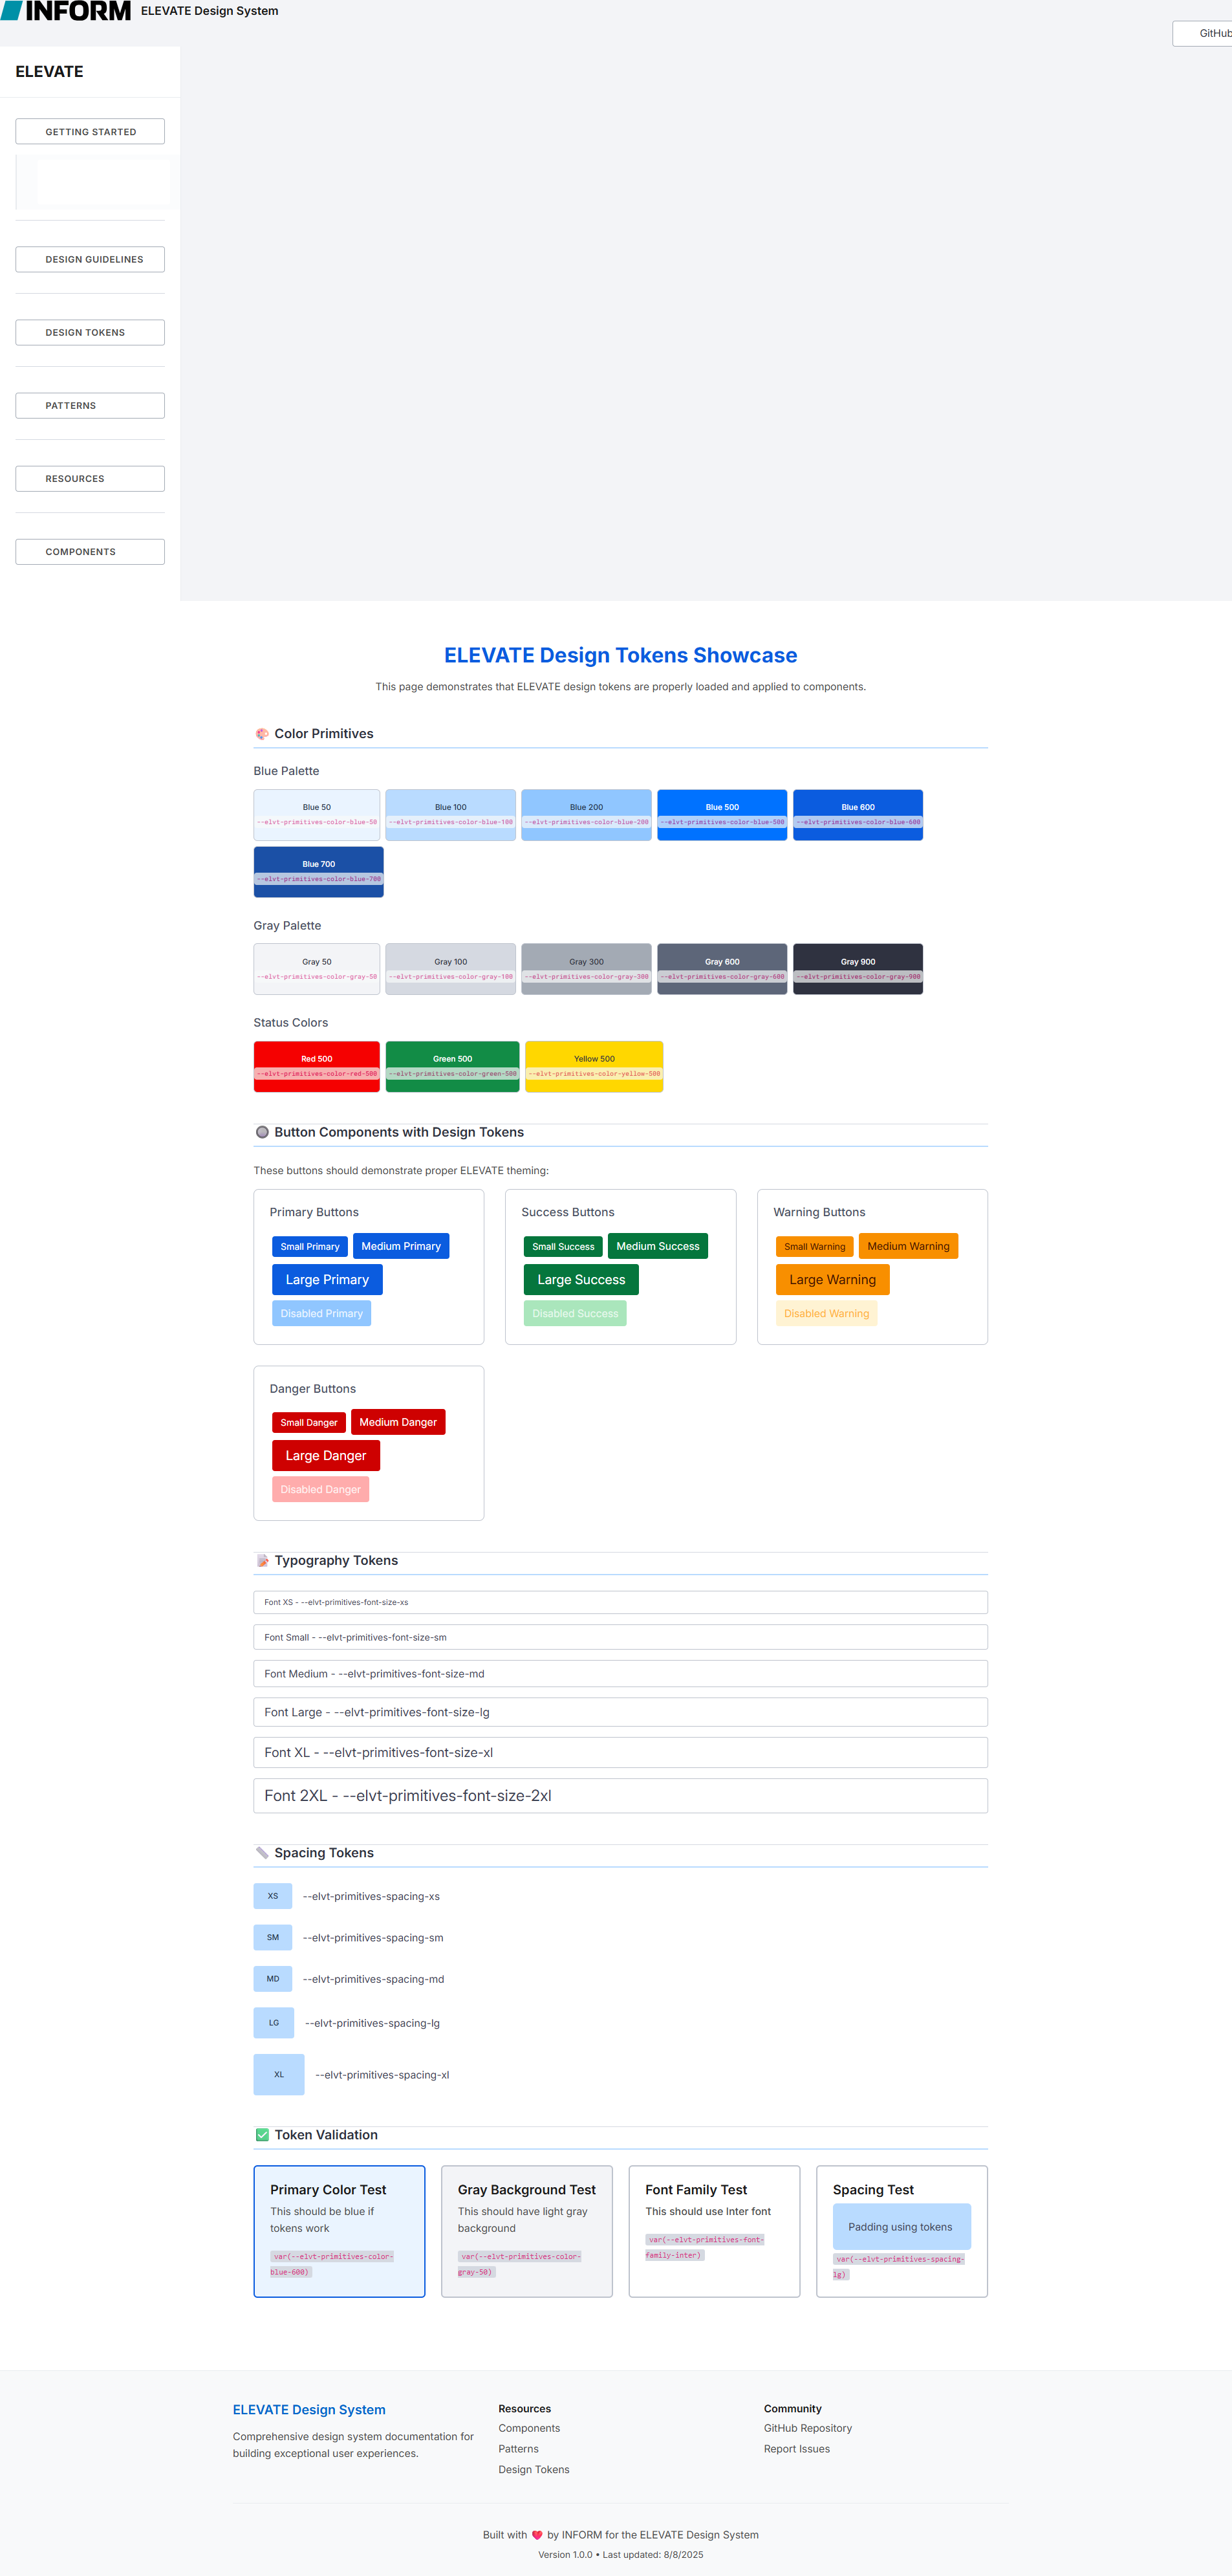 INFORM ELEVATE Design System
GitHub
ELEVATE
GETTING STARTED
DESIGN GUIDELINES
DESIGN TOKENS
PATTERNS
RESOURCES
COMPONENTS
ELEVATE Design Tokens Showcase
This page demonstrates that ELEVATE design tokens are properly loaded and applied to components.
🎨 Color Primitives
Blue Palette
Blue 50
--elvt-primitives-color-blue-50
Blue 100
--elvt-primitives-color-blue-100
Blue 200
--elvt-primitives-color-blue-200
Blue 500
--elvt-primitives-color-blue-500
Blue 600
--elvt-primitives-color-blue-600
Blue 700
--elvt-primitives-color-blue-700
Gray Palette
Gray 50
--elvt-primitives-color-gray-50
Gray 100
--elvt-primitives-color-gray-100
Gray 300
--elvt-primitives-color-gray-300
Gray 600
--elvt-primitives-color-gray-600
Gray 900
--elvt-primitives-color-gray-900
Status Colors
Red 500
--elvt-primitives-color-red-500
Green 500
--elvt-primitives-color-green-500
Yellow 500
--elvt-primitives-color-yellow-500
🔘 Button Components with Design Tokens
These buttons should demonstrate proper ELEVATE theming:
Primary Buttons
Small Primary Medium Primary
Large Primary
Disabled Primary
Success Buttons
Small Success Medium Success
Large Success
Disabled Success
Warning Buttons
Small Warning Medium Warning
Large Warning
Disabled Warning
Danger Buttons
Small Danger Medium Danger
Large Danger
Disabled Danger
📝 Typography Tokens
Font XS - --elvt-primitives-font-size-xs
Font Small - --elvt-primitives-font-size-sm
Font Medium - --elvt-primitives-font-size-md
Font Large - --elvt-primitives-font-size-lg
Font XL - --elvt-primitives-font-size-xl
Font 2XL - --elvt-primitives-font-size-2xl
📏 Spacing Tokens
XS --elvt-primitives-spacing-xs
SM --elvt-primitives-spacing-sm
MD --elvt-primitives-spacing-md
LG --elvt-primitives-spacing-lg
XL --elvt-primitives-spacing-xl
✅ Token Validation
Primary Color Test
This should be blue if
tokens work
var(--elvt-primitives-color-
blue-600)
Gray Background Test
This should have light gray
background
var(--elvt-primitives-color-
gray-50)
Font Family Test
This should use Inter font
var(--elvt-primitives-font-
family-inter)
Spacing Test
Padding using tokens
var(--elvt-primitives-spacing-
lg)
ELEVATE Design System
Comprehensive design system documentation for
building exceptional user experiences.
Resources
Components
Patterns
Design Tokens
Community
GitHub Repository
Report Issues
Built with ❤️ by INFORM for the ELEVATE Design System
Version 1.0.0 • Last updated: 8/8/2025